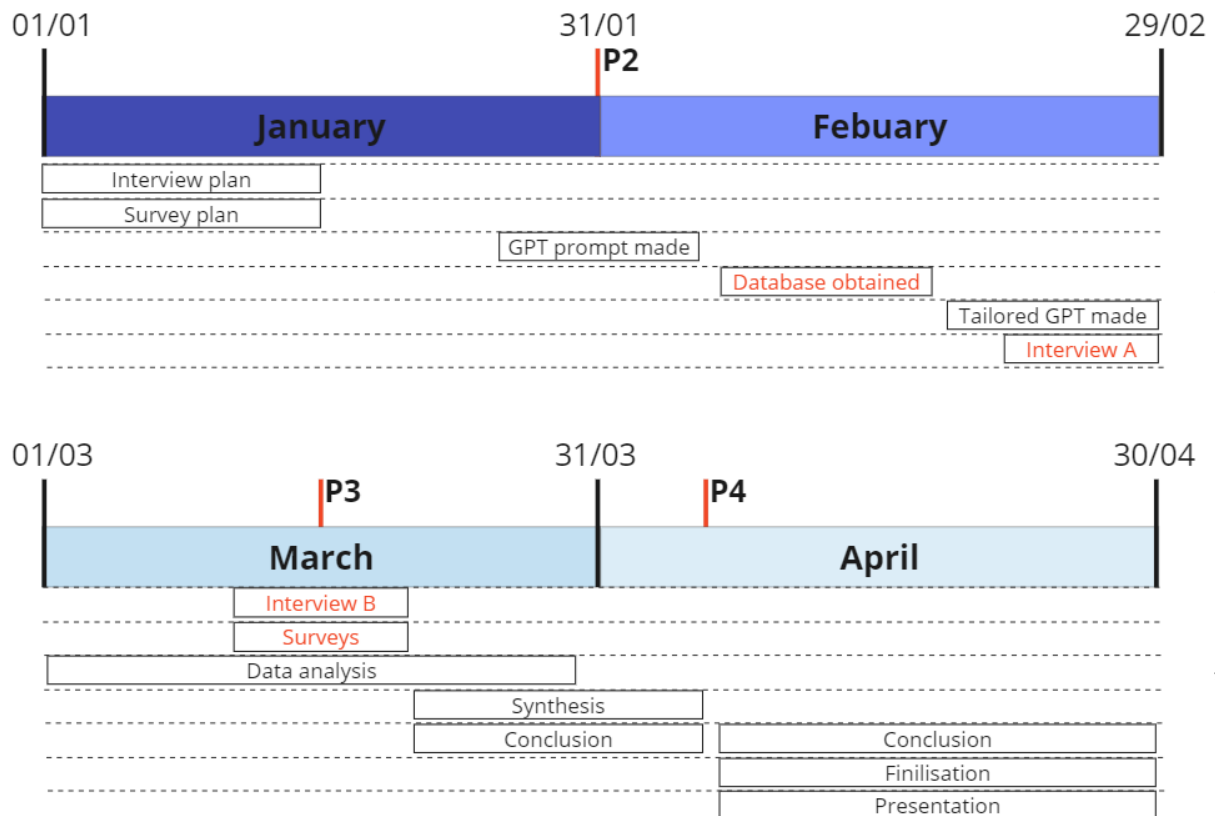 01/01 31/01 29/02
P2
January Febuary
Interview plan
Survey plan
GPT prompt made
Database obtained
Tailored GPT made
Interview A
01/03 31/03 30/04
P3 P4
March April
Interview B
Surveys
Data analysis
Synthesis
Conclusion Conclusion
Finilisation
Presentation